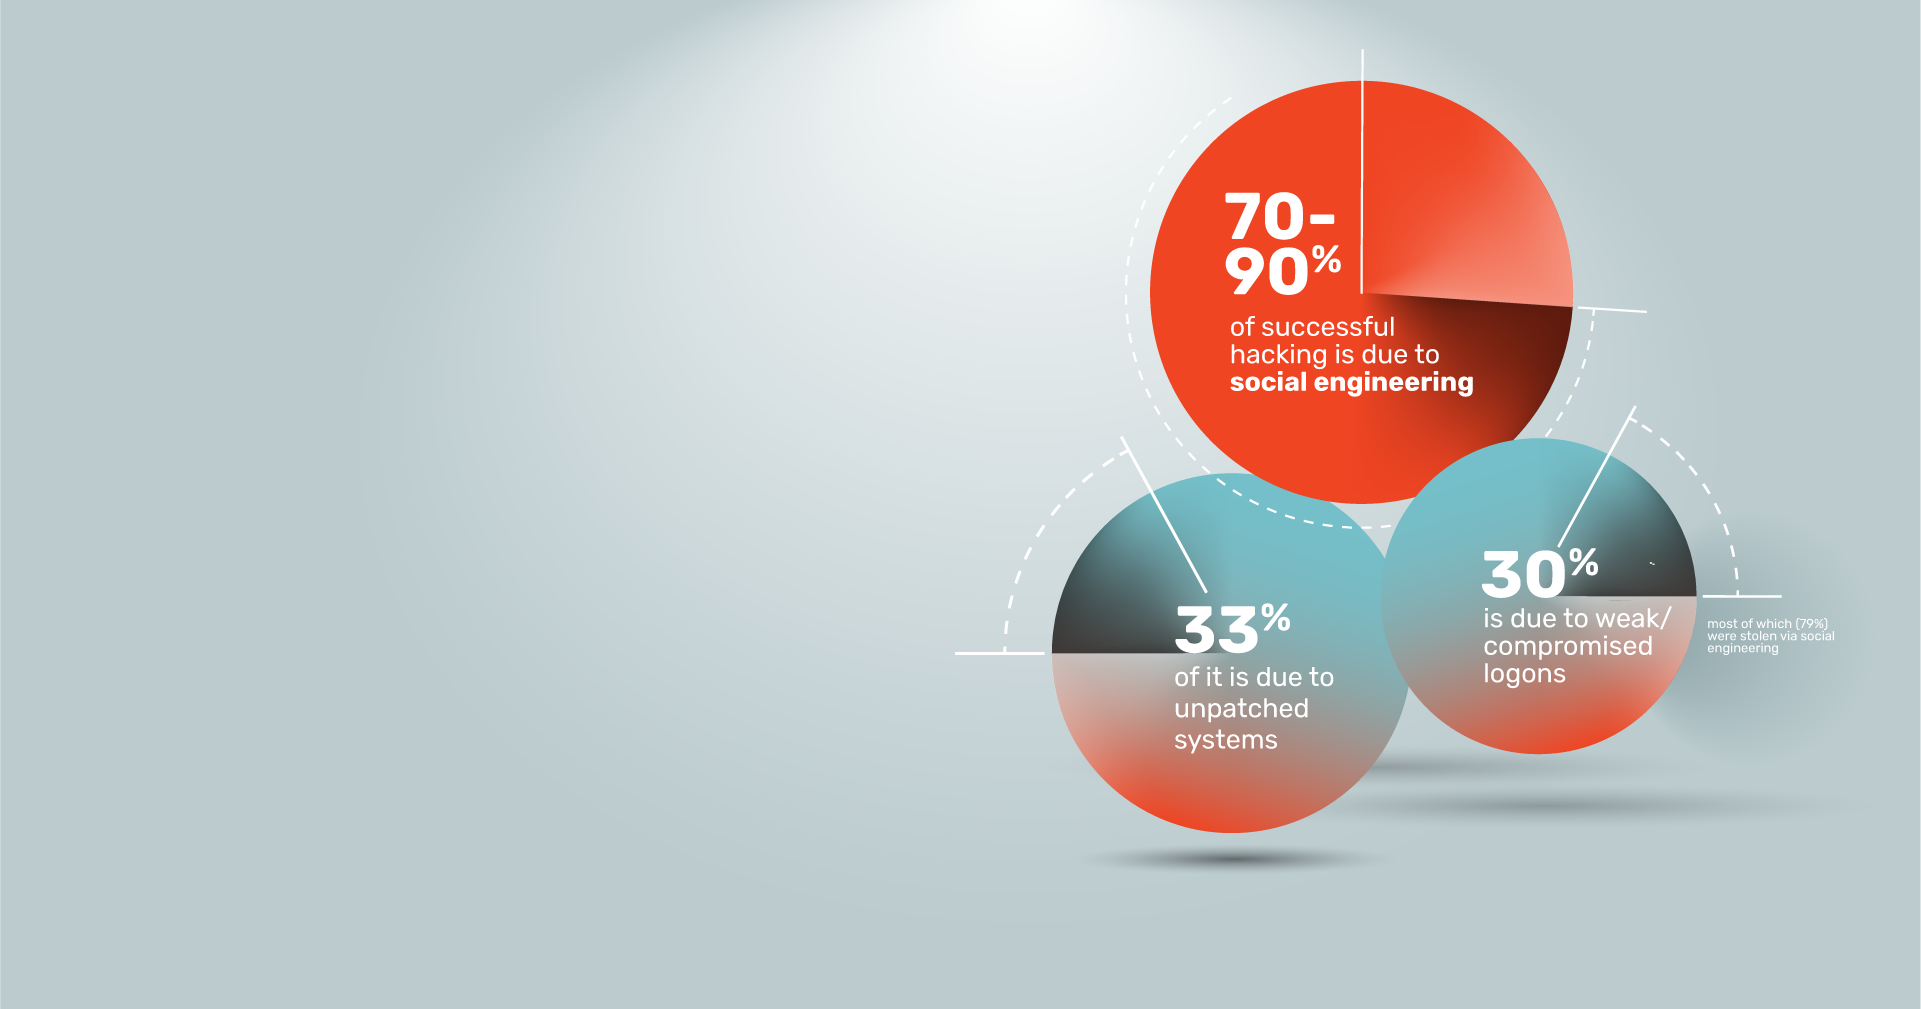 70-
90%
of successful
hacking is due to
social engineering
33%
of it is due to
unpatched
systems
30%
is due to weak/
compromised
logons
most of which (79%)
were stolen via social
engineering